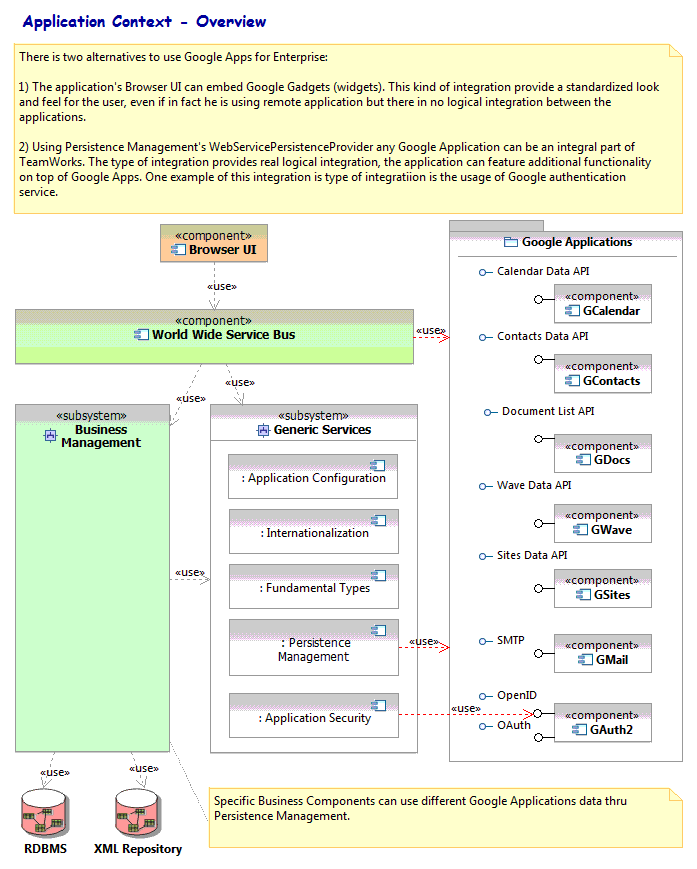 Application Context - Overview
There is two alternatives to use Google Apps for Enterprise:
1) The application's Browser UI can embed Google Gadgets (widgets). This kind of integration provide a standardized look
and feel for the user, even if in fact he is using remote application but there in no logical integration between the
applications.
2) Using Persistence Management's WebServicePersistenceProvider any Google Application can be an integral part of
TeamWorks. The type of integration provides real logical integration, the application can feature additional functionality
on top of Google Apps. One example of this integration is type of integratiion is the usage of Google authentication
service.
«component»
Browser UI
«use»
«component»
World Wide Service Bus
«use»
«use»
«use»
«subsystem»
Business
Management
«use»
«subsystem»
Generic Services
: Application Configuration
: Internationalization
: Fundamental Types
: Persistence
Management
: Application Security
«use»
«use»
Google Applications
Calendar Data API
«component»
GCalendar
Contacts Data API
«component»
GContacts
Document List API
«component»
GDocs
Wave Data API
«component»
GWave
Sites Data API
«component»
GSites
SMTP
«component»
GMail
OpenID
OAuth
«component»
GAuth2
«use»
«use»
RDBMS
XML Repository
Specific Business Components can use different Google Applications data thru
Persistence Management.